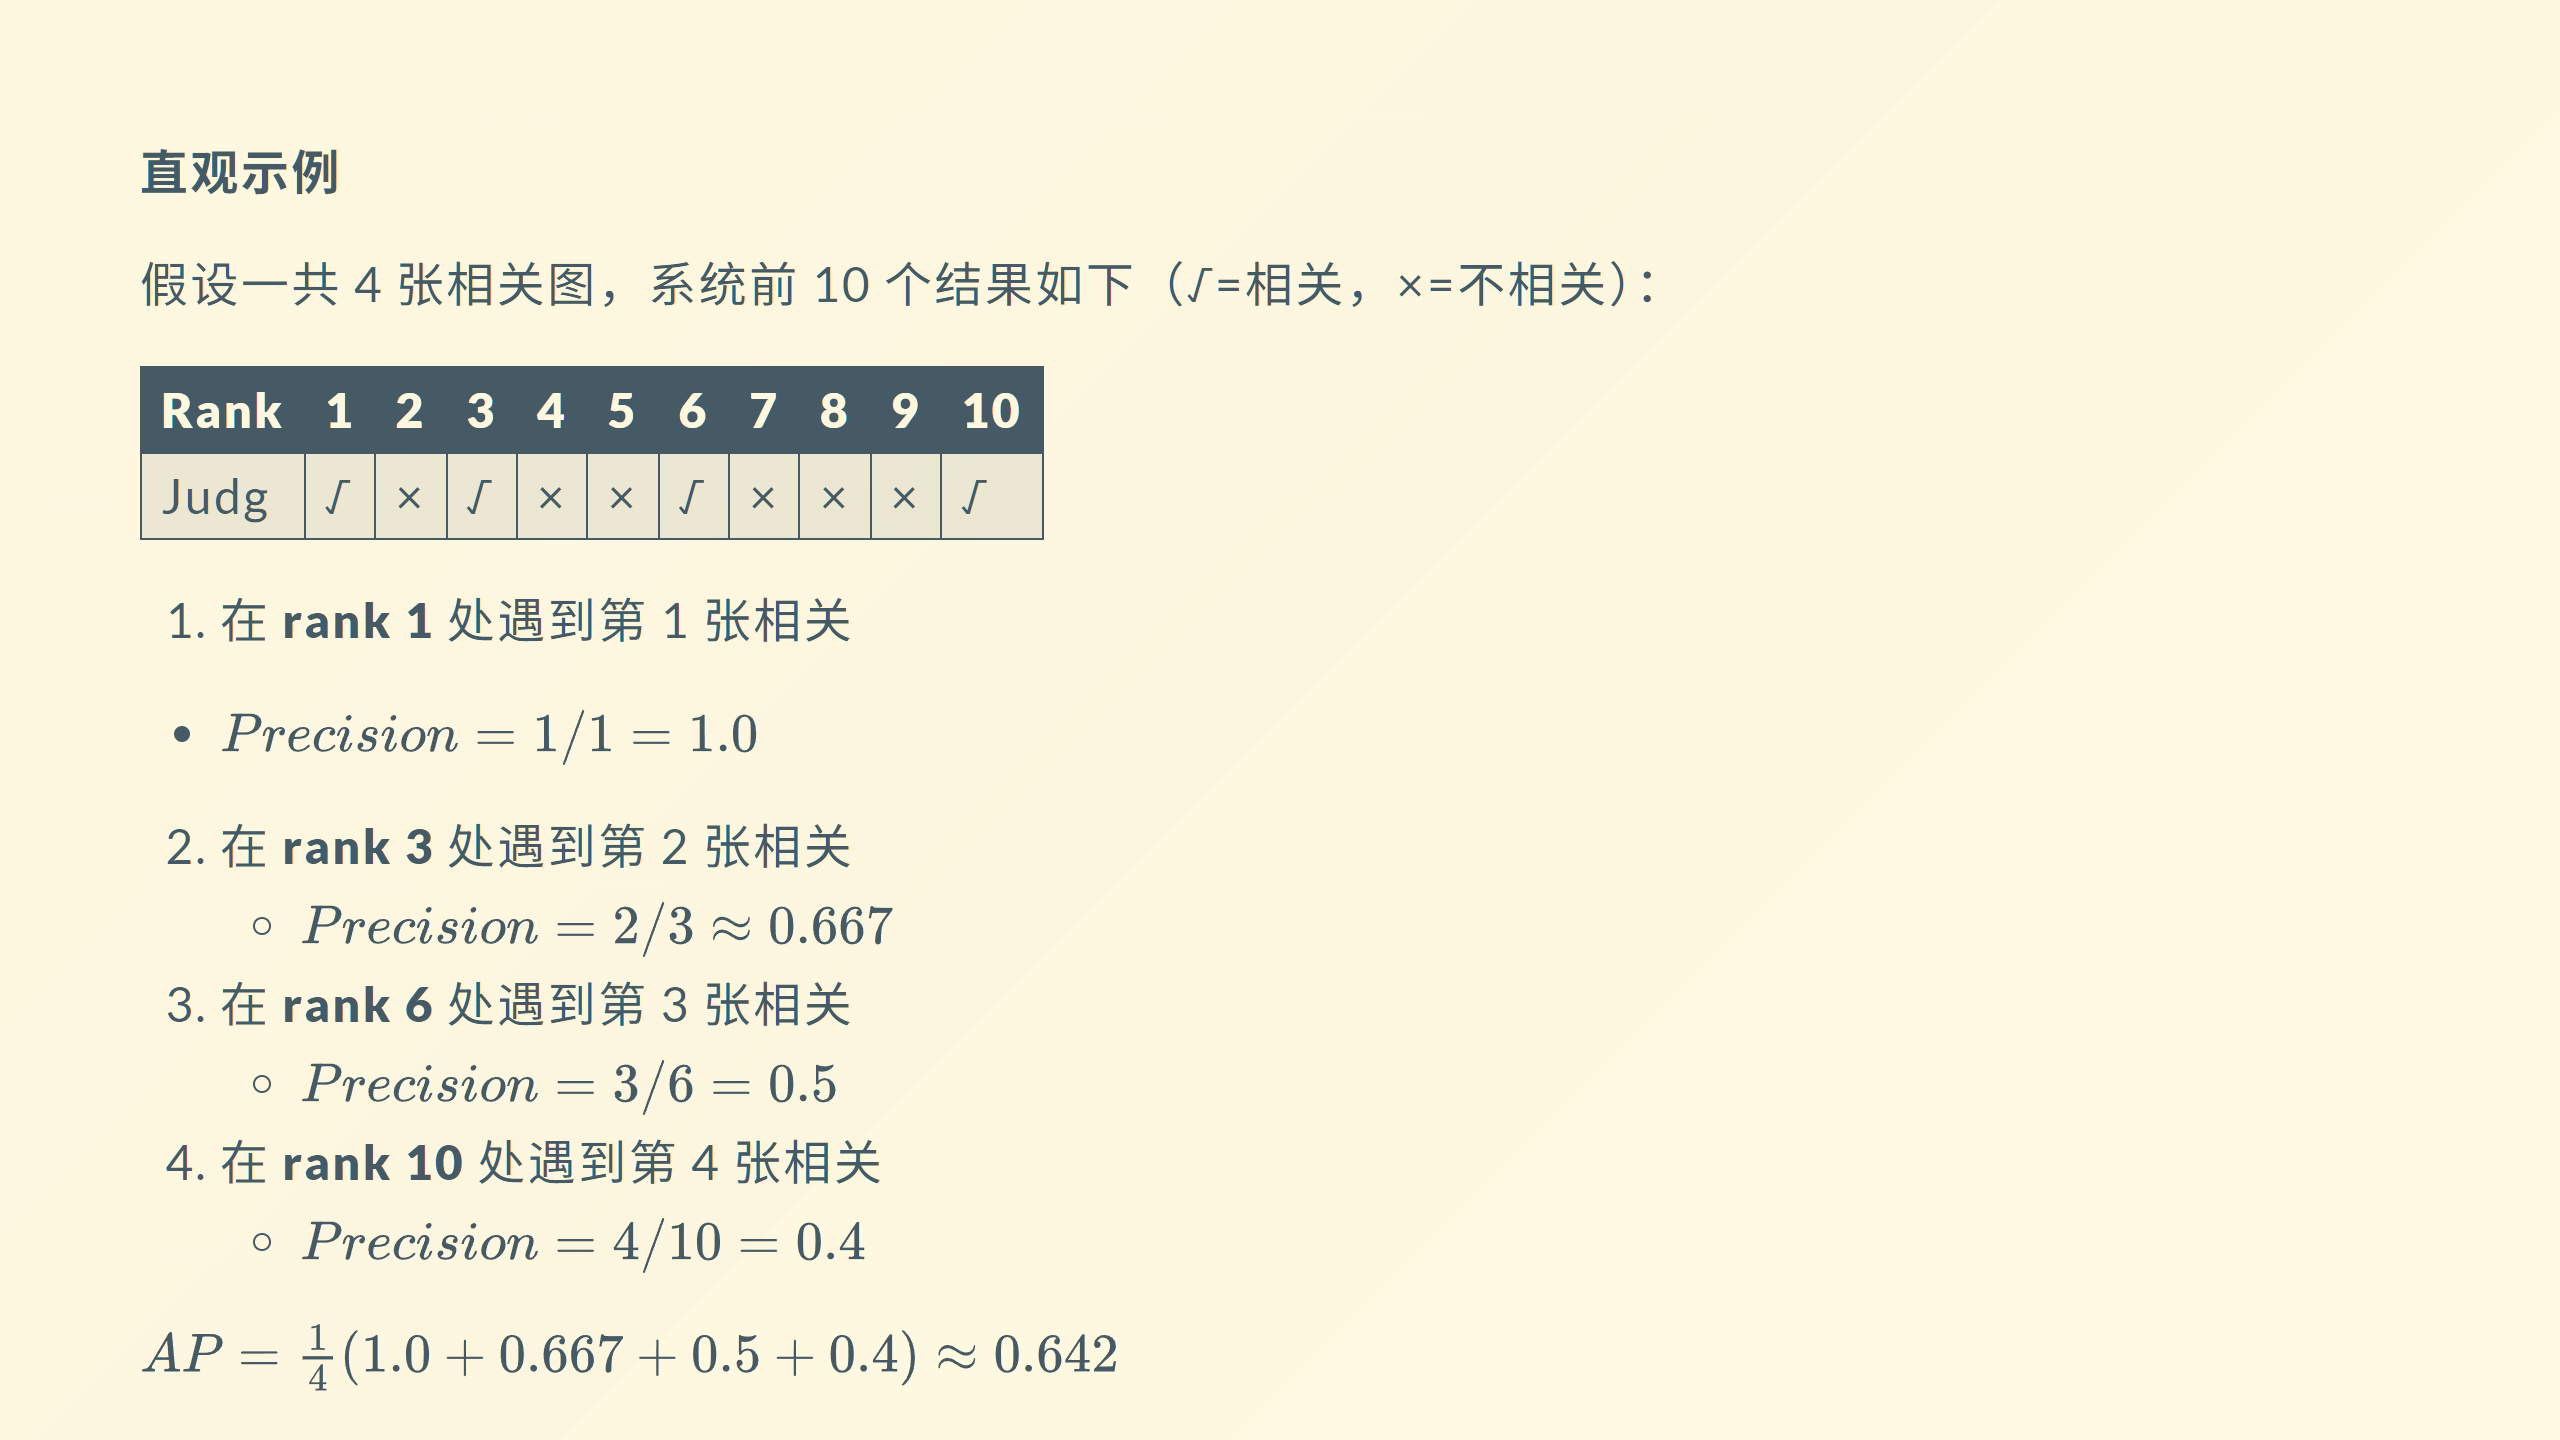 直观示例
假设一共 4 张相关图，系统前 10 个结果如下（√=相关，×=不相关）：
Rank 1 2 3 4 5 6 7 8 9 10
Judg √ × √ × × √ × × × √
1. 在 rank 1 处遇到第 1 张相关
• Precision = 1/1 = 1.0
2. 在 rank 3 处遇到第 2 张相关
◦ Precision = 2/3 ≈ 0.667
3. 在 rank 6 处遇到第 3 张相关
◦ Precision = 3/6 = 0.5
4. 在 rank 10 处遇到第 4 张相关
◦ Precision = 4/10 = 0.4
AP = 1/4(1.0 + 0.667 + 0.5 + 0.4) ≈ 0.642